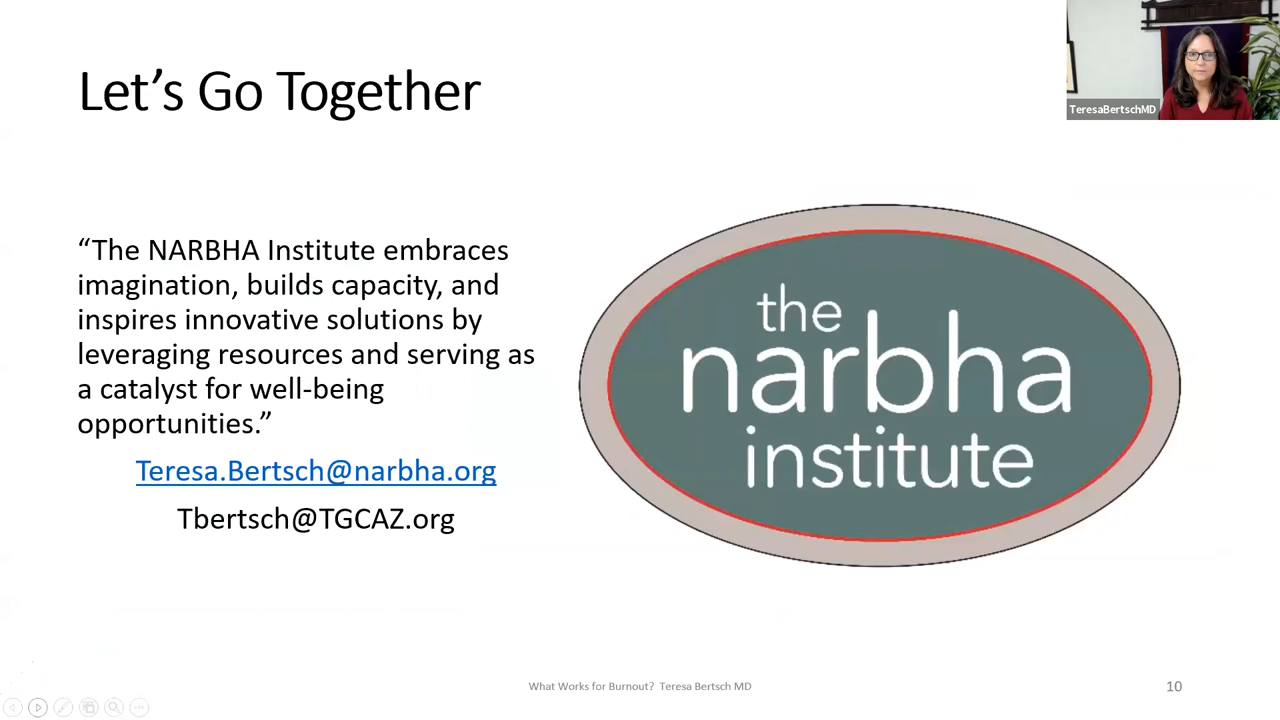 Let’s Go Together
TeresaBertschMD
“The NARBHA Institute embraces
imagination, builds capacity, and
inspires innovative solutions by
leveraging resources and serving as
a catalyst for well-being
opportunities.”
Teresa.Bertsch@narbha.org
Tbertsch@TGCAZ.org
the
narbha
institute
What Works for Burnout? Teresa Bertsch MD
10